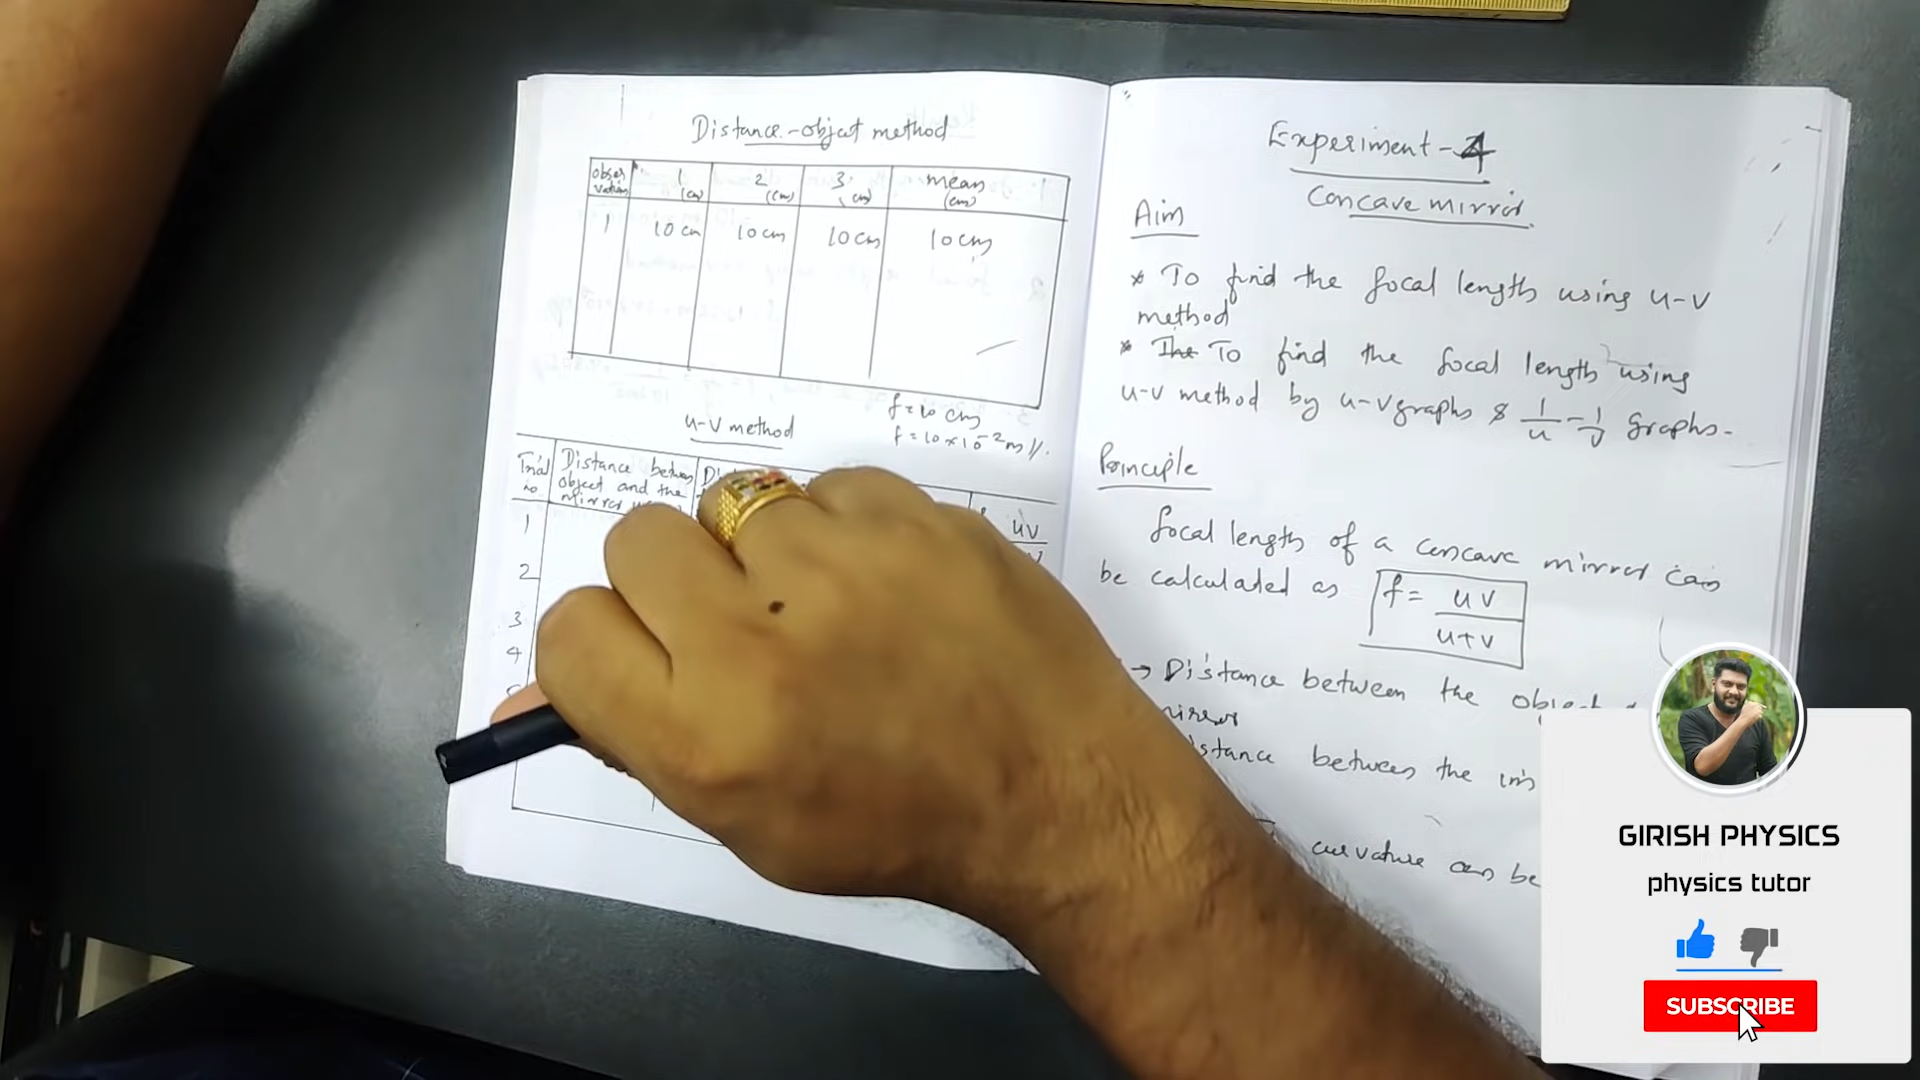 Distance-object method
Obser vation 1 (cm) 2 (cm) 3 (cm) mean (cm)
1 10 cm 10 cm 10 cm 10 cm
f = 10 cm
f = 10 × 10⁻² m //.
u-v method
Trial no Distance between
object and the
mirror
1
2
3
4
uv
Experiment - 4
Concave mirror
Aim
* To find the focal length using u-v
method
* To find the focal length using
u-v method by u-v graphs & 1/u - 1/v graphs.
Principle
focal length of a concave mirror can
be calculated as f = uv / u+v
→ Distance between the object
distance between the
curvature can be
GIRISH PHYSICS
physics tutor
SUBSCRIBE